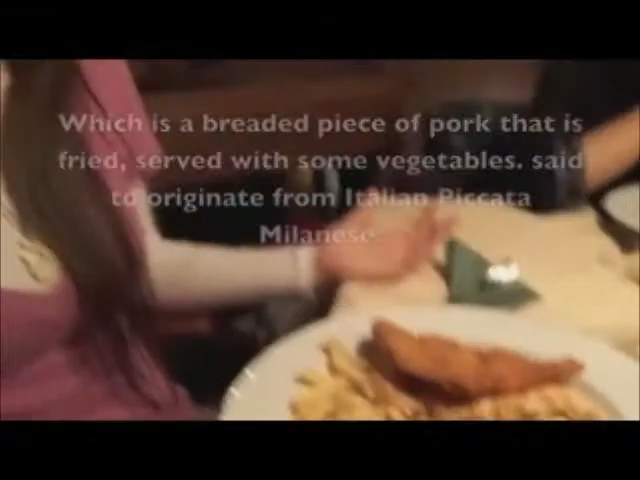 Which is a breaded piece of pork that is
fried, served with some vegetables. said
to originate from Italian Piccata
Milanese